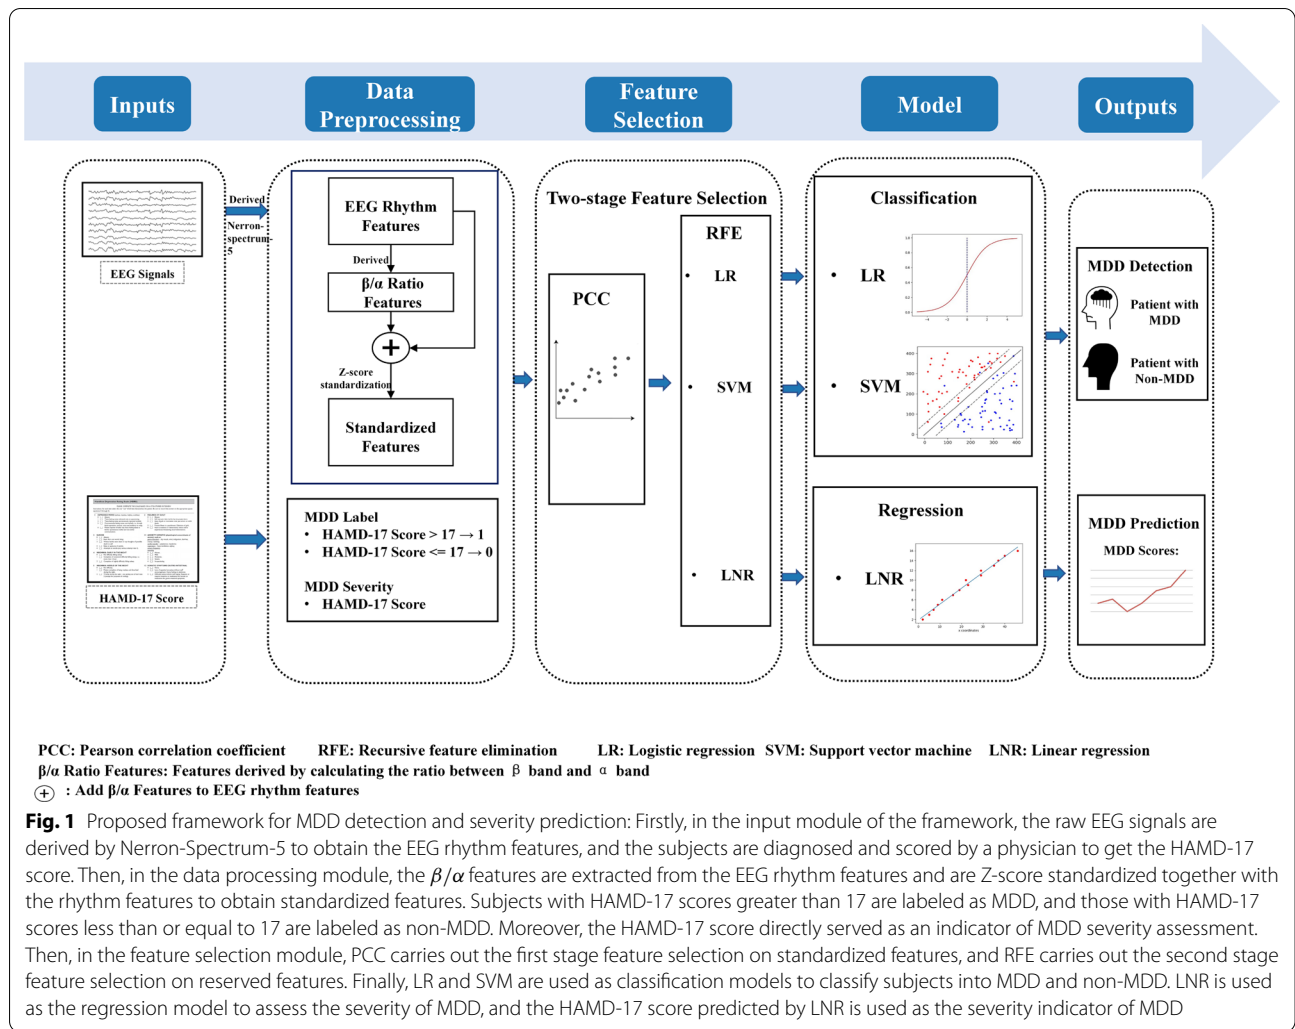 Inputs
Data
Preprocessing
Feature
Selection
Model
Outputs
EEG Signals
HAMD-17 Score
Derived
Nerron-
spectrum-
5
EEG Rhythm
Features
Derived
β/α Ratio
Features
+
Z-score
standardization
Standardized
Features
MDD Label
• HAMD-17 Score > 17 → 1
• HAMD-17 Score <= 17 → 0
MDD Severity
• HAMD-17 Score
Two-stage Feature Selection
PCC
RFE
• LR
• SVM
• LNR
Classification
• LR
• SVM
Regression
• LNR
x coordinates
MDD Detection
Patient with
MDD
Patient with
Non-MDD
MDD Prediction
MDD Scores:
PCC: Pearson correlation coefficient RFE: Recursive feature elimination LR: Logistic regression SVM: Support vector machine LNR: Linear regression
β/α Ratio Features: Features derived by calculating the ratio between β band and α band
+ : Add β/α Features to EEG rhythm features
Fig. 1 Proposed framework for MDD detection and severity prediction: Firstly, in the input module of the framework, the raw EEG signals are
derived by Nerron-Spectrum-5 to obtain the EEG rhythm features, and the subjects are diagnosed and scored by a physician to get the HAMD-17
score. Then, in the data processing module, the β/α features are extracted from the EEG rhythm features and are Z-score standardized together with
the rhythm features to obtain standardized features. Subjects with HAMD-17 scores greater than 17 are labeled as MDD, and those with HAMD-17
scores less than or equal to 17 are labeled as non-MDD. Moreover, the HAMD-17 score directly served as an indicator of MDD severity assessment.
Then, in the feature selection module, PCC carries out the first stage feature selection on standardized features, and RFE carries out the second stage
feature selection on reserved features. Finally, LR and SVM are used as classification models to classify subjects into MDD and non-MDD. LNR is used
as the regression model to assess the severity of MDD, and the HAMD-17 score predicted by LNR is used as the severity indicator of MDD